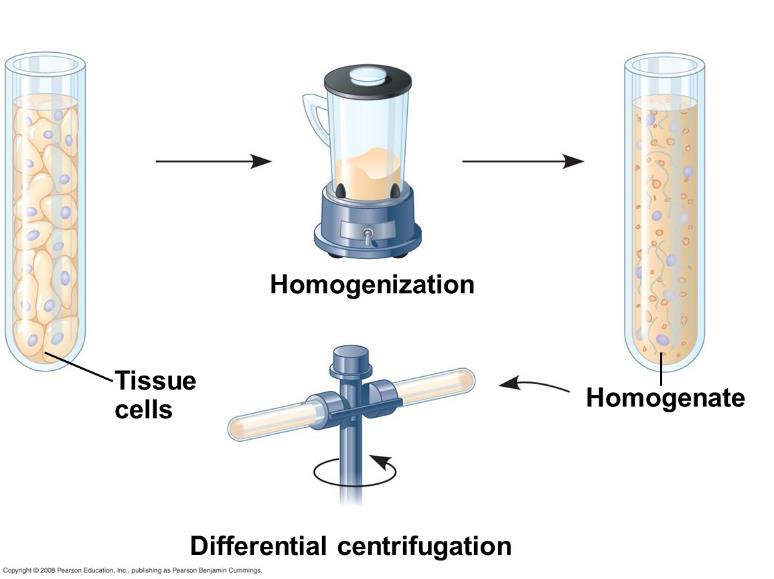 Homogenization
Tissue
cells
Homogenate
Differential centrifugation
Copyright © 2008 Pearson Education, Inc., publishing as Pearson Benjamin Cummings.